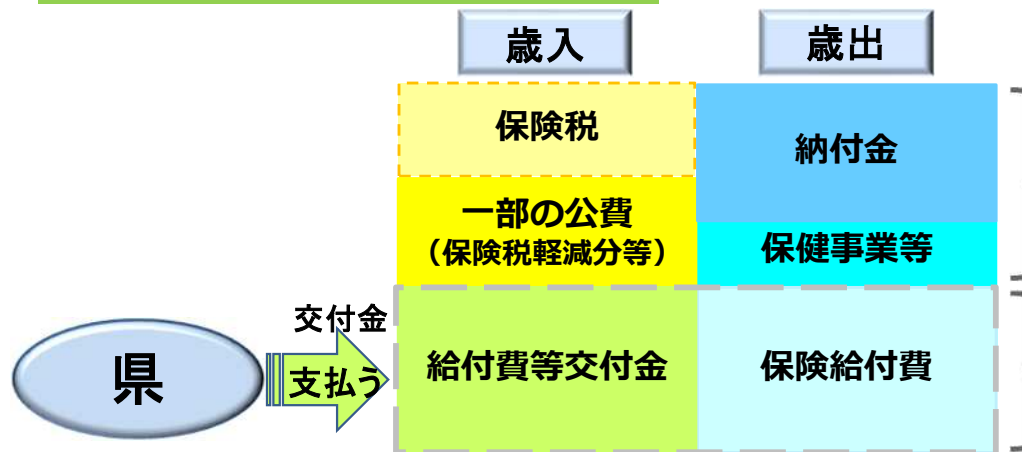 歳入
歳出
保険税
納付金
一部の公費
（保険税軽減分等）
保健事業等
交付金
県
支払う
給付費等交付金
保険給付費